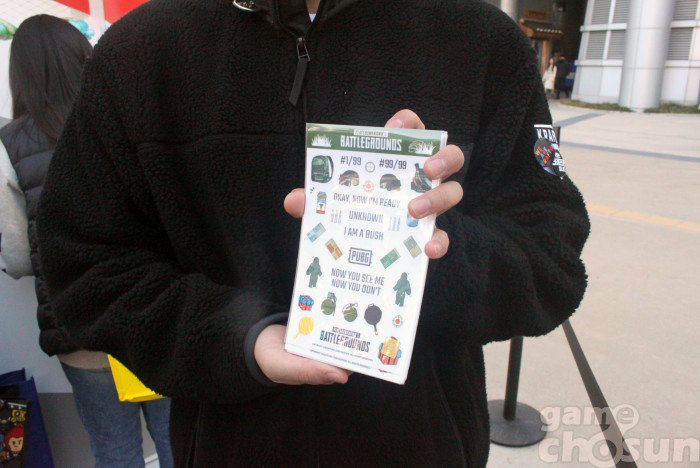 BATTLEGROUNDS
#1/99 #99/99
OKAY, NOW I'M READY
UNKNOWN
I AM A BUSH
PUBG
NOW YOU SEE ME
NOW YOU DON'T
BATTLEGROUNDS
game
chosun